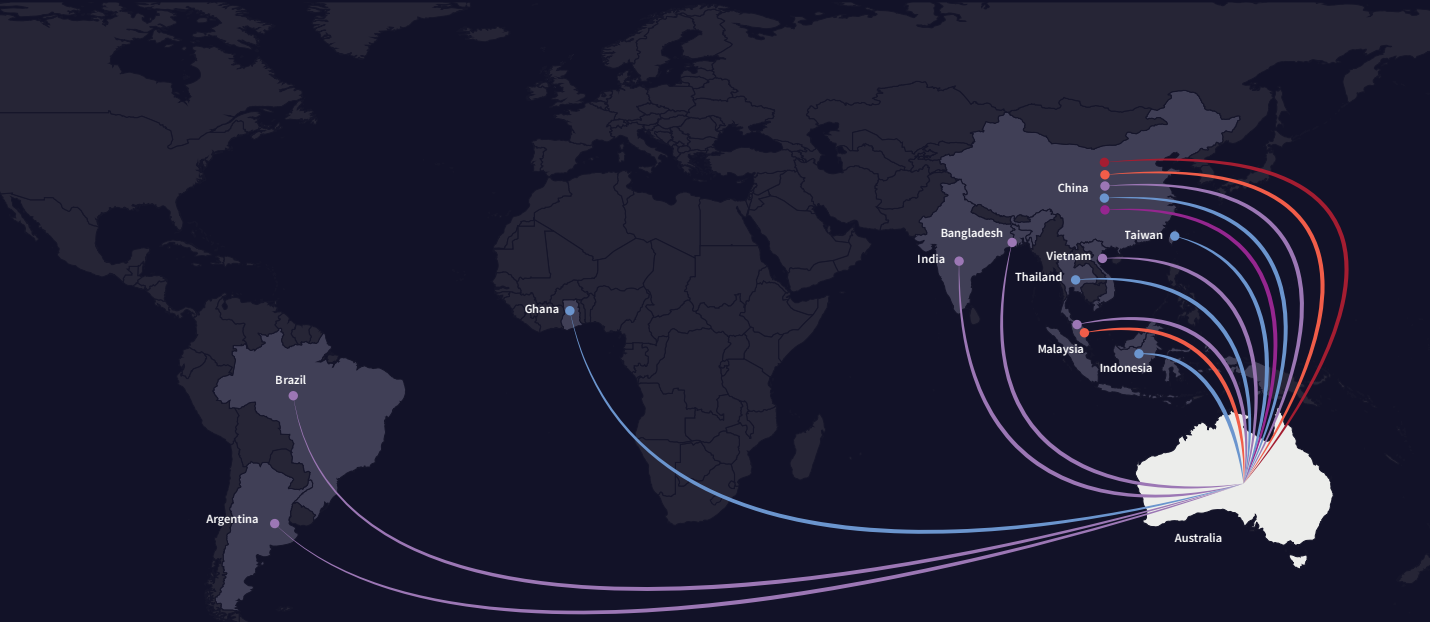 China
Bangladesh
Taiwan
India
Vietnam
Thailand
Ghana
Malaysia
Indonesia
Brazil
Argentina
Australia